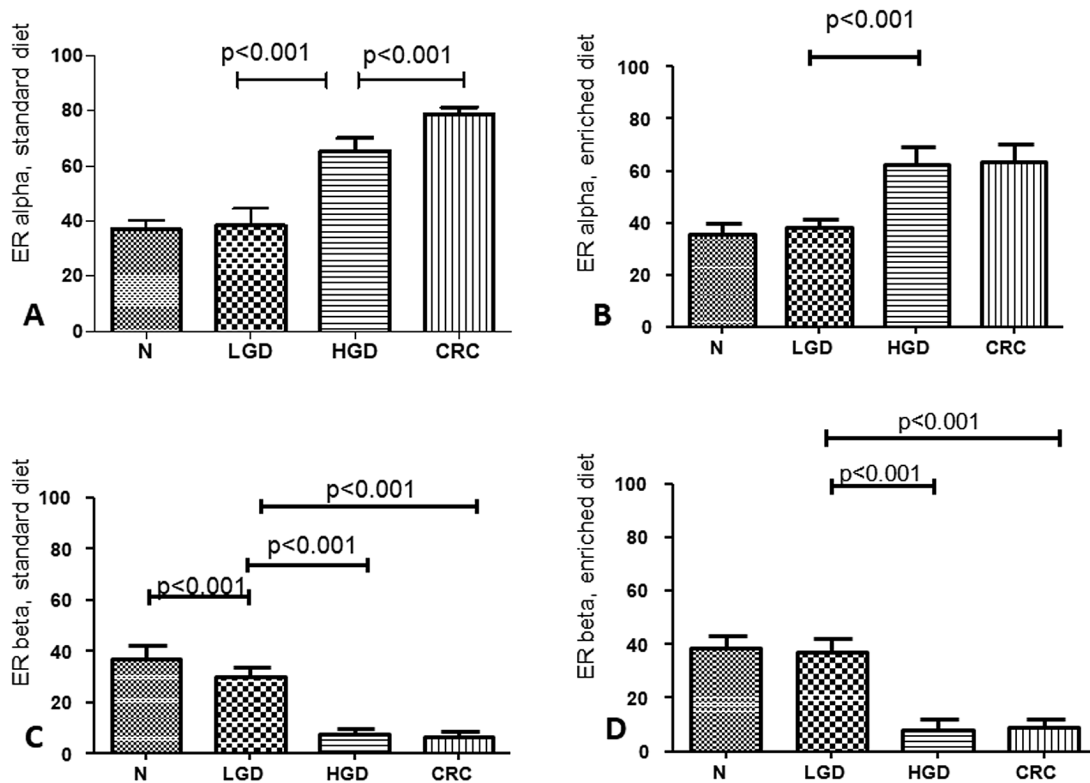 p<0.001
p<0.001
ER alpha, standard diet
100
80
60
40
20
0
A
N
LGD
HGD
CRC
p<0.001
ER alpha, enriched diet
100
80
60
40
20
0
B
N
LGD
HGD
CRC
p<0.001
p<0.001
p<0.001
ER beta, standard diet
100
80
60
40
20
0
C
N
LGD
HGD
CRC
p<0.001
p<0.001
ER beta, enriched diet
100
80
60
40
20
0
D
N
LGD
HGD
CRC